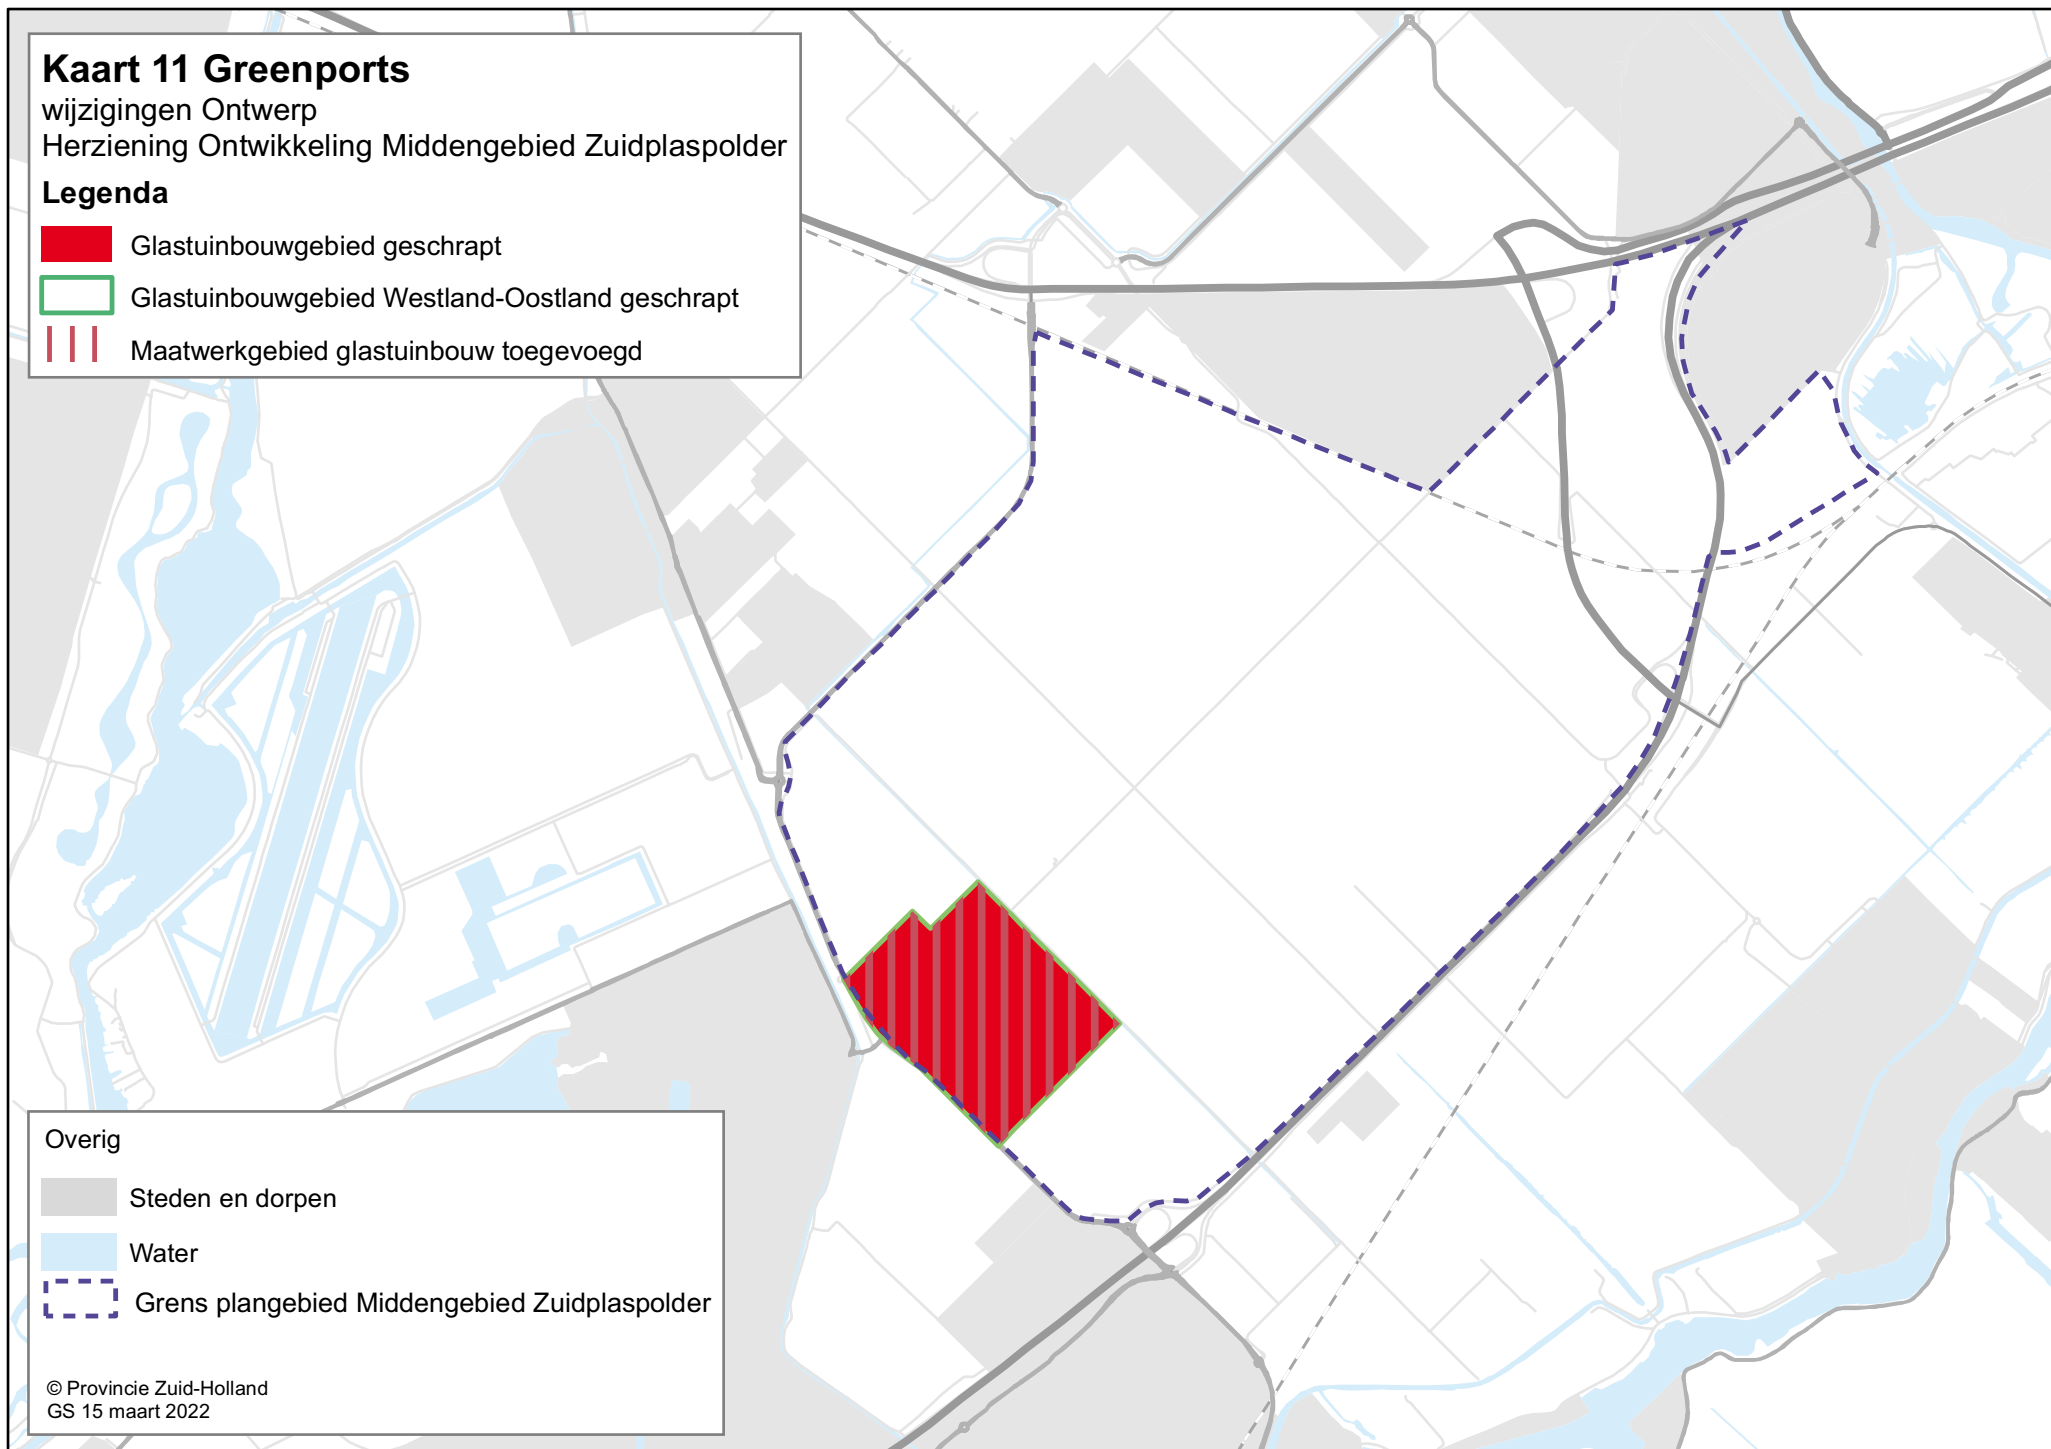 Kaart 11 Greenports
wijzigingen Ontwerp
Herziening Ontwikkeling Middengebied Zuidplaspolder
Legenda
Glastuinbouwgebied geschrapt
Glastuinbouwgebied Westland-Oostland geschrapt
Maatwerkgebied glastuinbouw toegevoegd
Overig
Steden en dorpen
Water
Grens plangebied Middengebied Zuidplaspolder
© Provincie Zuid-Holland
GS 15 maart 2022